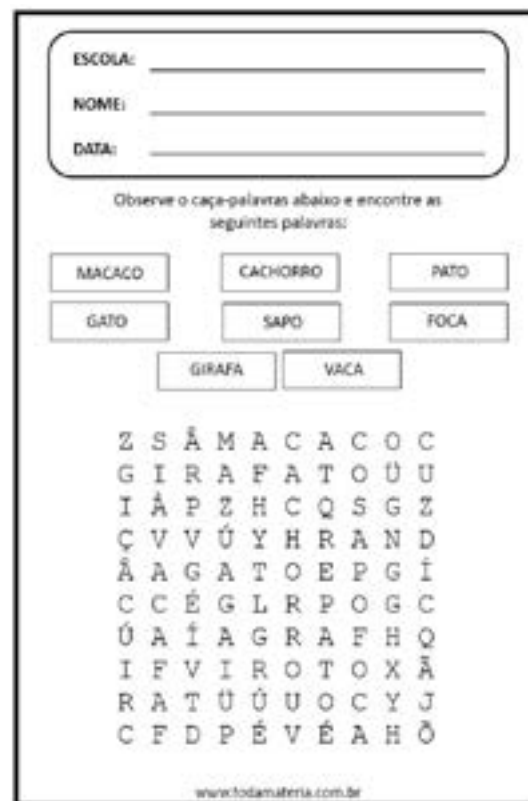 ESCOLA:
NOME:
DATA:
Observe o caça-palavras abaixo e encontre as
seguintes palavras:
MACACO CACHORRO PATO
GATO SAPO FOCA
GIRAFA VACA
Z S Â M A C A C O C
G I R A F A T O Ü U
I Â P Z H C Q S G Z
Ç V V Ú Y H R A N D
Â A G A T O E P G Í
C C É G L R P O G C
Ú A Í A G R A F H Q
I F V I R O T O X Ã
R A T Ü Û U O C Y J
C F D P É V É A H Õ
www.todamateria.com.br